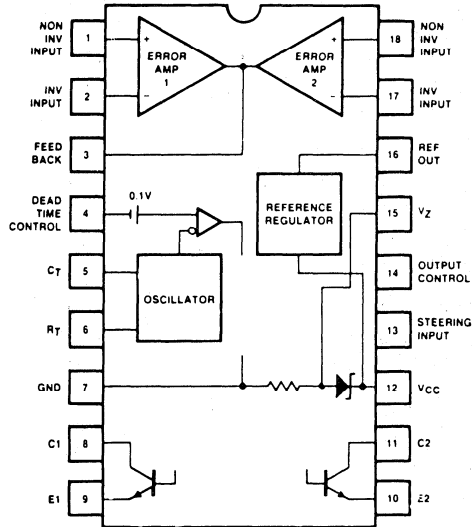 NON
INV
INPUT
1
+
ERROR
AMP
1
ERROR
AMP
2
+
18
NON
INV
INPUT
INV
INPUT
2
−
−
17
INV
INPUT
FEED
BACK
3
16
REF
OUT
DEAD
TIME
CONTROL
4
0.1V
REFERENCE
REGULATOR
15
VZ
CT
5
OSCILLATOR
14
OUTPUT
CONTROL
RT
6
13
STEERING
INPUT
GND
7
12
VCC
C1
8
11
C2
E1
9
10
E2